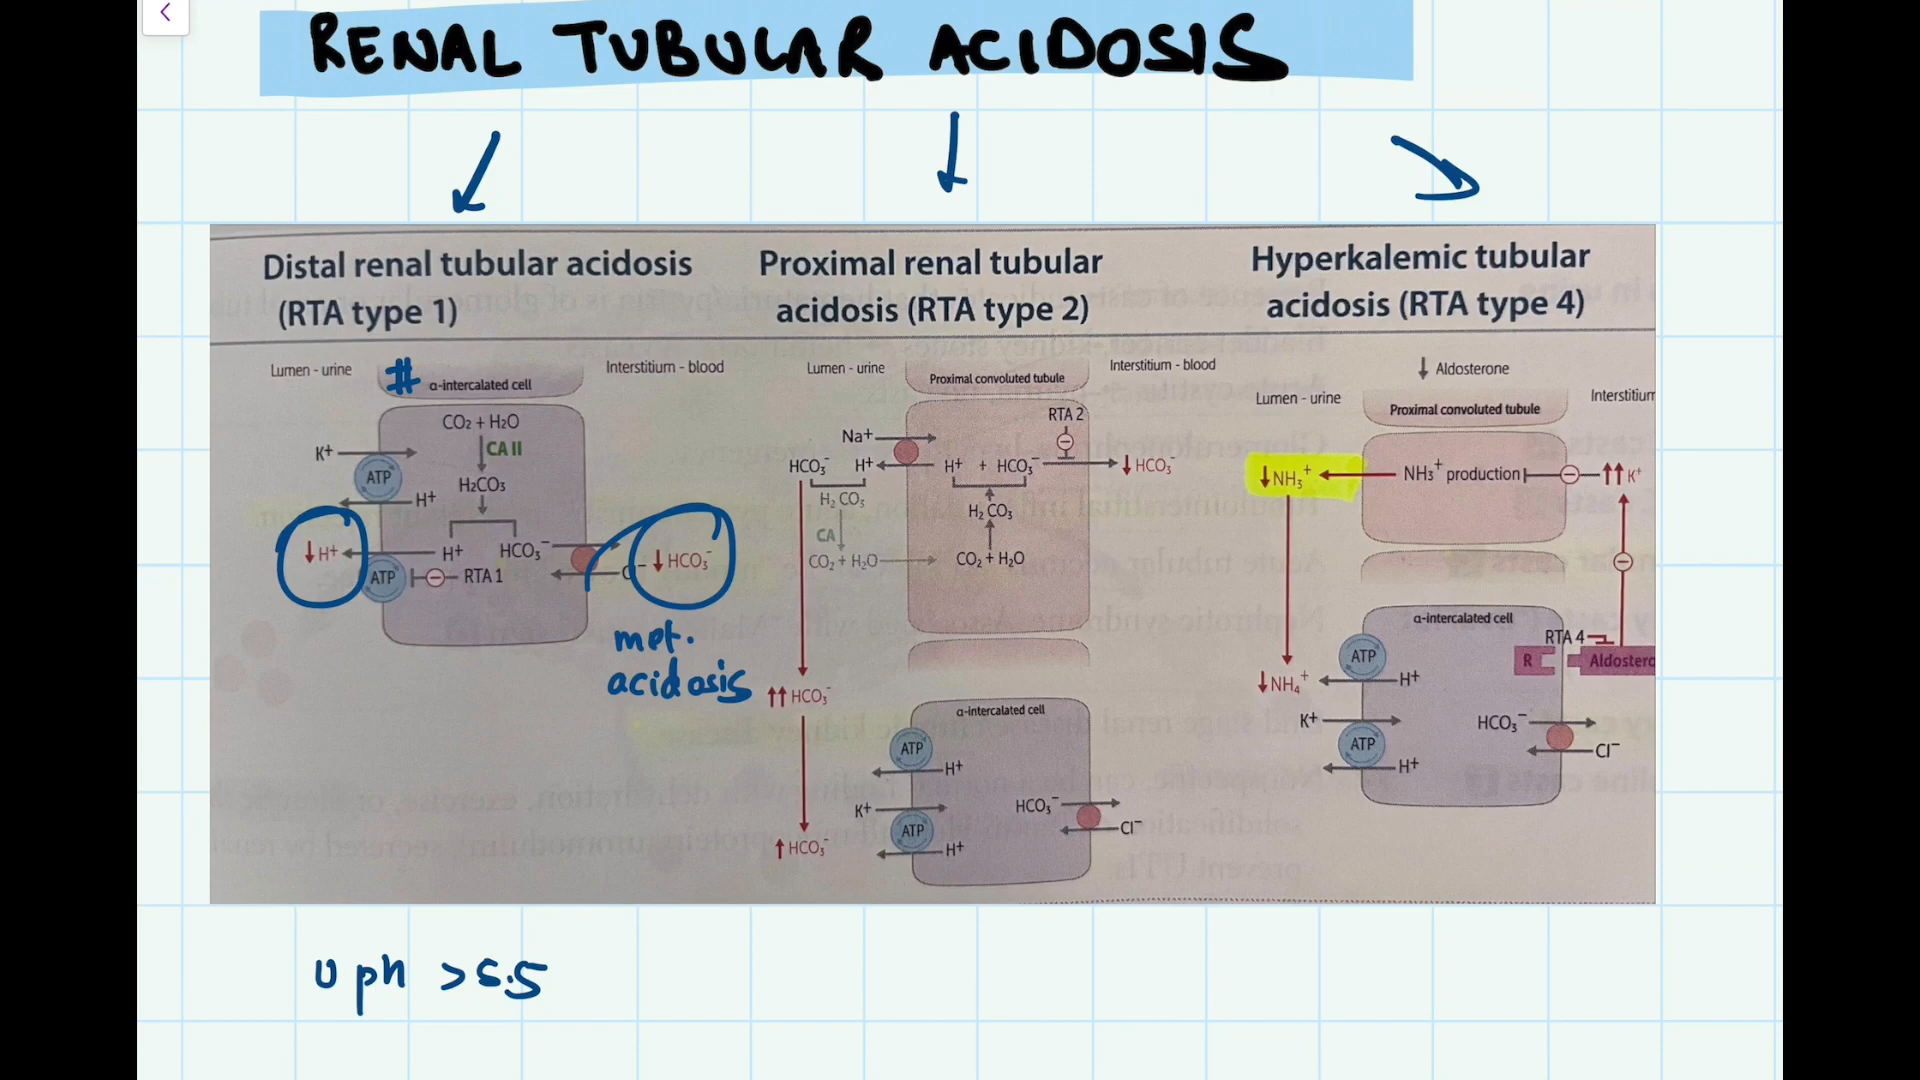 RENAL TUBULAR ACIDOSIS
Distal renal tubular acidosis
(RTA type 1)
Lumen - urine
#
α-intercalated cell
Interstitium - blood
CO₂ + H₂O
CA II
K⁺
ATP
H₂CO₃
H⁺
↓H⁺
H⁺
HCO₃⁻
↓HCO₃⁻
ATP
RTA 1
met.
acidosis
Proximal renal tubular
acidosis (RTA type 2)
Lumen - urine
Proximal convoluted tubule
Interstitium - blood
RTA 2
Na⁺
HCO₃⁻ H⁺
H⁺ + HCO₃⁻
↓HCO₃⁻
H₂CO₃
H₂CO₃
CA
CO₂ + H₂O
CO₂ + H₂O
↑↑HCO₃⁻
α-intercalated cell
ATP
H⁺
K⁺
HCO₃⁻
ATP
Cl⁻
↑HCO₃⁻
H⁺
Hyperkalemic tubular
acidosis (RTA type 4)
↓ Aldosterone
Lumen - urine
Proximal convoluted tubule
Interstitium
↓NH₃⁺
NH₃⁺ production
↑↑K⁺
α-intercalated cell
RTA 4
ATP
R
Aldostero
↓NH₄⁺
H⁺
K⁺
HCO₃⁻
ATP
Cl⁻
H⁺
U pH >5.5